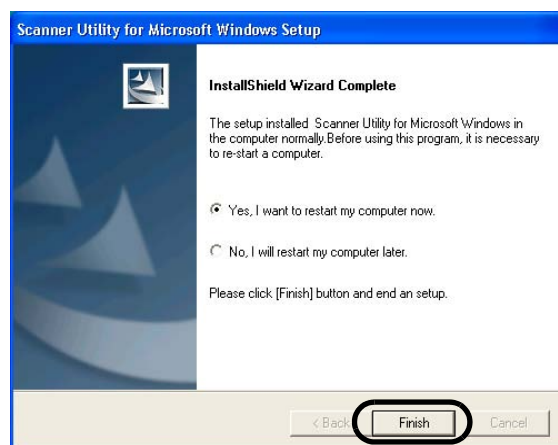 Scanner Utility for Microsoft Windows Setup
InstallShield Wizard Complete
The setup installed  Scanner Utility for Microsoft Windows in
the computer normally.Before using this program, it is necessary
to re-start a computer.
Yes, I want to restart my computer now.
No, I will restart my computer later.
Please click [Finish] button and end an setup.
< Back
Finish
Cancel